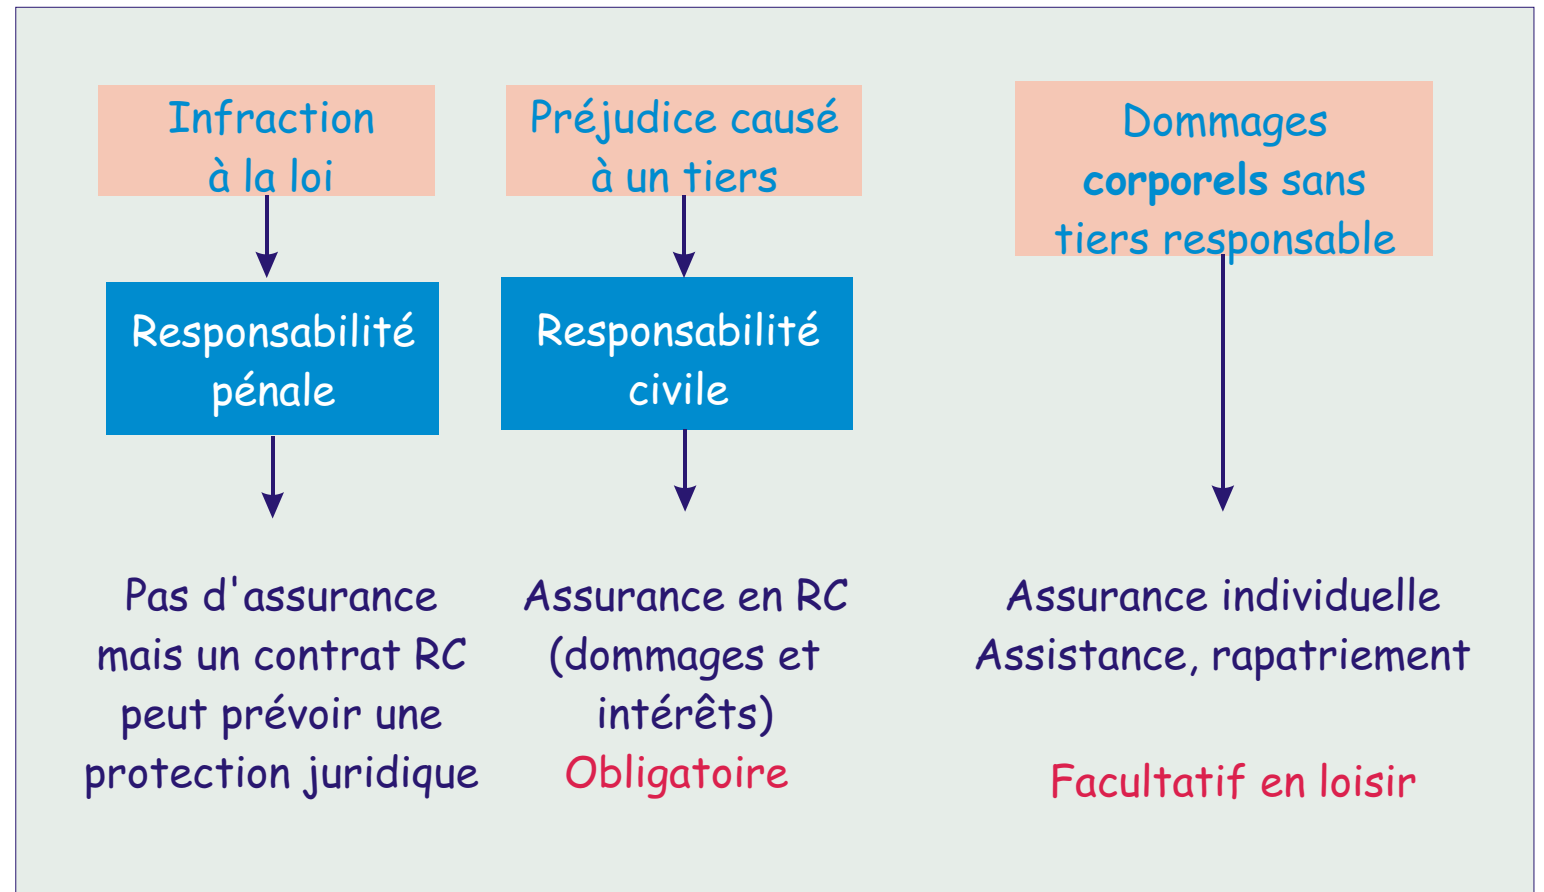 Infraction
à la loi
Préjudice causé
à un tiers
Dommages
corporels sans
tiers responsable
Responsabilité
pénale
Responsabilité
civile
Pas d'assurance
mais un contrat RC
peut prévoir une
protection juridique
Assurance en RC
(dommages et
intérêts)
Obligatoire
Assurance individuelle
Assistance, rapatriement
Facultatif en loisir